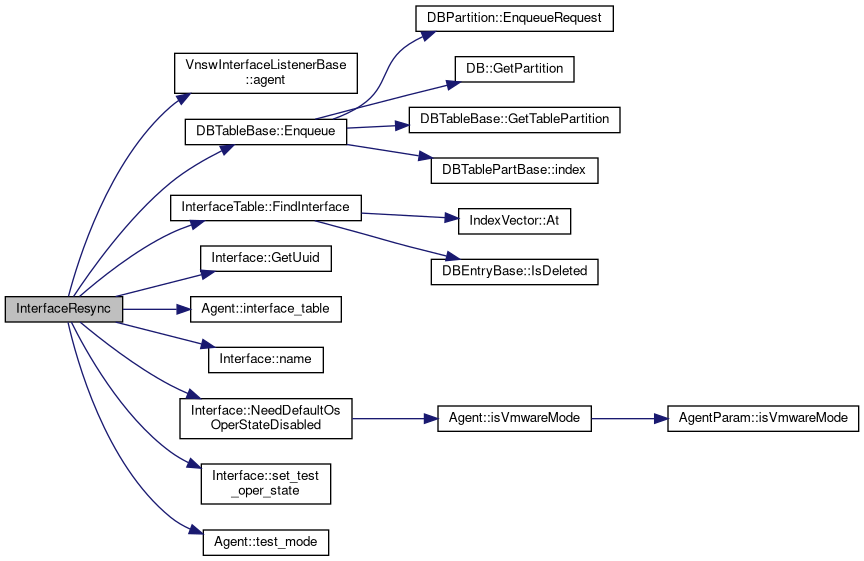 DBPartition::EnqueueRequest
VnswInterfaceListenerBase
::agent
DB::GetPartition
DBTableBase::Enqueue
DBTableBase::GetTablePartition
DBTablePartBase::index
InterfaceTable::FindInterface
IndexVector::At
Interface::GetUuid
DBEntryBase::IsDeleted
InterfaceResync
Agent::interface_table
Interface::name
Interface::NeedDefaultOs
OperStateDisabled
Agent::isVmwareMode
AgentParam::isVmwareMode
Interface::set_test
_oper_state
Agent::test_mode